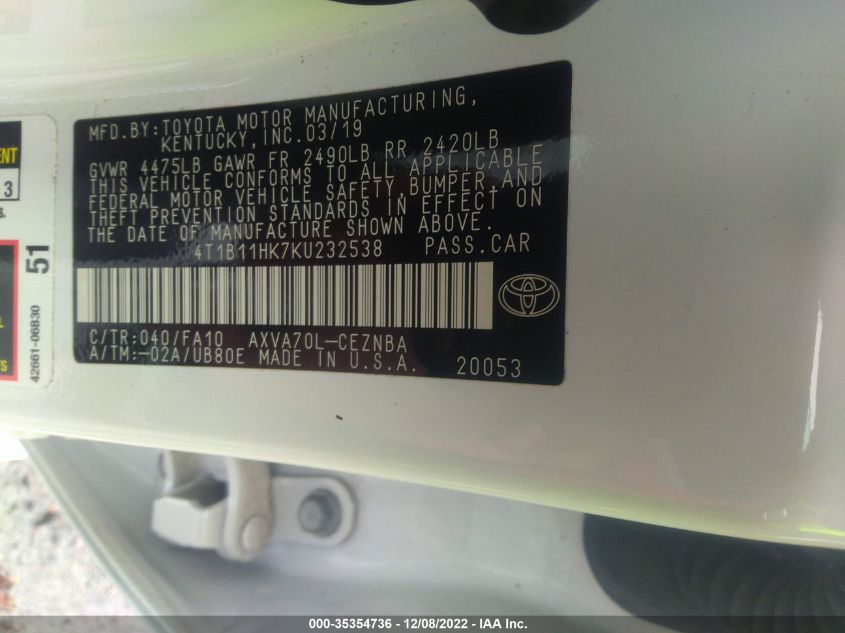 MFD.BY:TOYOTA MOTOR MANUFACTURING,
KENTUCKY, INC.03/19
GVWR 4475LB GAWR FR 2490LB RR 2420LB
THIS VEHICLE CONFORMS TO ALL APPLICABLE
FEDERAL MOTOR VEHICLE SAFETY, BUMPER,AND
THEFT PREVENTION STANDARDS IN EFFECT ON
THE DATE OF MANUFACTURE SHOWN ABOVE.
4T1B11HK7KU232538 PASS.CAR
C/TR:040/FA10 AXVA70L-CEZNBA
A/TM:-02A/UB80E MADE IN U.S.A. 20053
3
51
42661-06B30
000-35354736 - 12/08/2022 - IAA Inc.